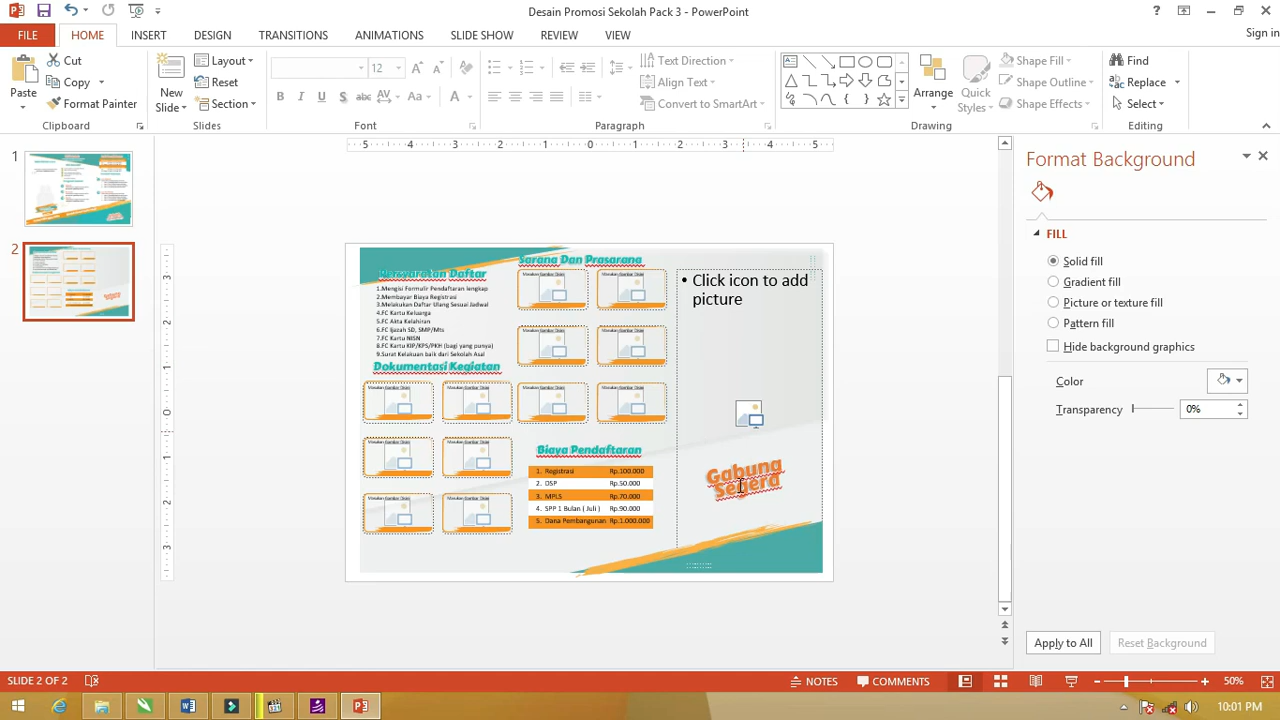 Desain Promosi Sekolah Pack 3 - PowerPoint
Sign in
FILE HOME INSERT DESIGN TRANSITIONS ANIMATIONS SLIDE SHOW REVIEW VIEW
Paste
Cut
Copy
Format Painter
Clipboard
New Slide
Layout
Reset
Section
Slides
12
Font
Text Direction
Align Text
Convert to SmartArt
Paragraph
Arrange
Quick Styles
Shape Fill
Shape Outline
Shape Effects
Drawing
Find
Replace
Select
Editing
1
2
Persyaratan Daftar
1.Mengisi Formulir Pendaftaran lengkap
2.Membayar Biaya Registrasi
3.Melakukan Daftar Ulang Sesuai Jadwal
4.FC Kartu Keluarga
5.FC Akta Kelahiran
6.FC Ijazah SD, SMP/Mts
7.FC Kartu NISN
8.FC Kartu KIP/KPS/PKH (bagi yang punya)
9.Surat Kelakuan baik dari Sekolah Asal
Dokumentasi Kegiatan
Sarana Dan Prasarana
Biaya Pendaftaran
1. Registrasi Rp.100.000
2. OSP Rp.50.000
3. MPLS Rp.70.000
4. SPP 1 Bulan ( Juli ) Rp.90.000
5. Dana Pembangunan Rp.1.000.000
• Click icon to add
picture
Gabung
Segera
Format Background
FILL
Solid fill
Gradient fill
Picture or texture fill
Pattern fill
Hide background graphics
Color
Transparency 0%
Apply to All
Reset Background
SLIDE 2 OF 2
NOTES
COMMENTS
50%
10:01 PM